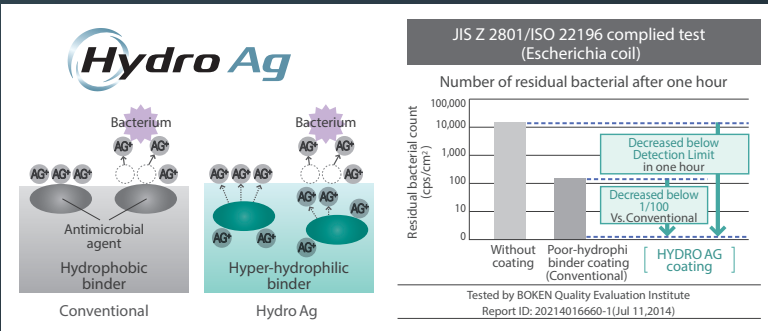 Hydro Ag
Bacterium
AG+ AG+
AG+ AG+ AG+ AG+
Antimicrobial
agent
Hydrophobic
binder
Conventional
Bacterium
AG+ AG+
AG+ AG+ AG+ AG+
AG+ AG+ AG+
AG+ AG+ AG+
Hyper-hydrophilic
binder
Hydro Ag
JIS Z 2801/ISO 22196 complied test
(Escherichia coil)
Number of residual bacterial after one hour
Residual bacterial count
(cps/cm²)
100,000
10,000
1,000
100
10
0
Decreased below
Detection Limit
in one hour
Decreased below
1/100
Vs.Conventional
Without
coating
Poor-hydrophi
binder coating
(Conventional)
[ HYDRO AG
coating ]
Tested by BOKEN Quality Evaluation Institute
Report ID: 20214016660-1(Jul 11,2014)